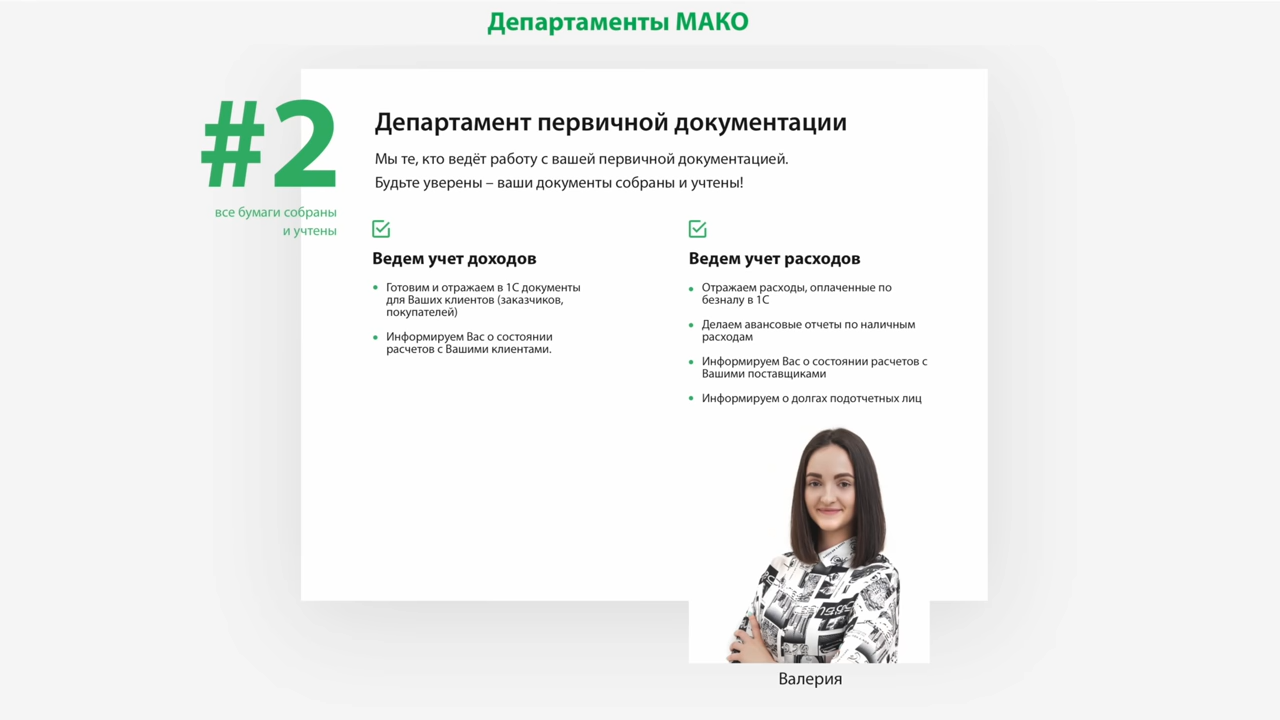 Департаменты МАКО
#2
все бумаги собраны
и учтены
Департамент первичной документации
Мы те, кто ведёт работу с вашей первичной документацией.
Будьте уверены – ваши документы собраны и учтены!
Ведем учет доходов
Готовим и отражаем в 1С документы
для Ваших клиентов (заказчиков,
покупателей)
Информируем Вас о состоянии
расчетов с Вашими клиентами.
Ведем учет расходов
Отражаем расходы, оплаченные по
безналу в 1С
Делаем авансовые отчеты по наличным
расходам
Информируем Вас о состоянии расчетов с
Вашими поставщиками
Информируем о долгах подотчетных лиц
Валерия